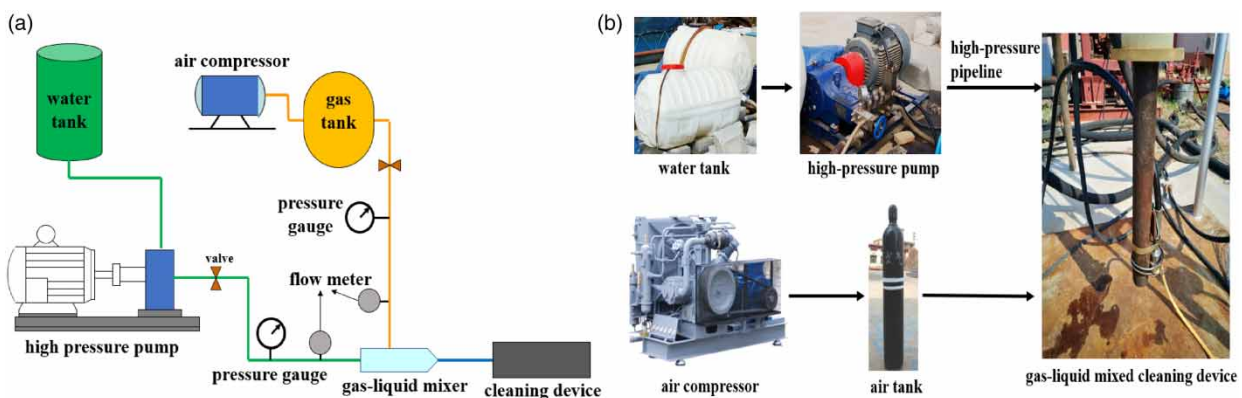 (a)
water
tank
air compressor
gas
tank
pressure
gauge
valve
flow meter
high pressure pump
pressure gauge
gas-liquid mixer
cleaning device
(b)
water tank
high-pressure pump
high-pressure
pipeline
air compressor
air tank
gas-liquid mixed cleaning device